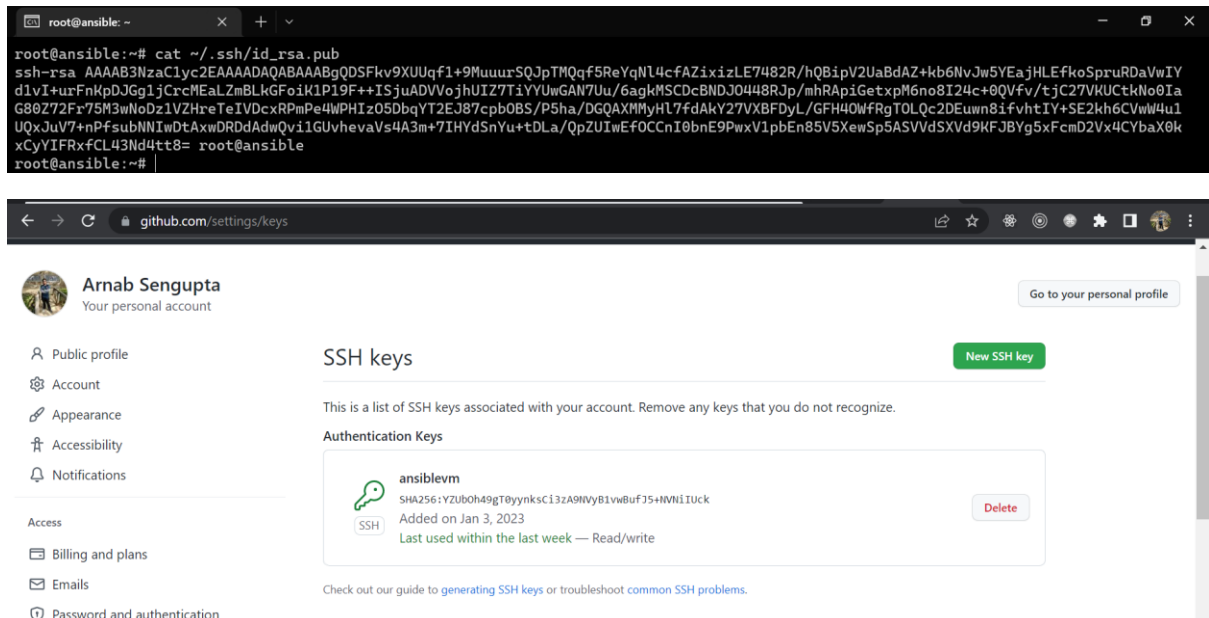 root@ansible: ~
root@ansible:~# cat ~/.ssh/id_rsa.pub
ssh-rsa AAAAB3NzaC1yc2EAAAADAQABAAABgQDSFkv9XUUqf1+9MuuurSQJpTMQqf5ReYqNl4cfAZixizLE7482R/hQBipV2UaBdAZ+kb6NvJw5YEajHLEfkoSpruRDaVwIY
d1vI+urFnKpDJGg1jCrcMEaLZmBLkGFoiK1P19F++ISjuADVVojhUIZ7TiYYUwGAN7Uu/6agkMSCDcBNDJO448RJp/mhRApiGetxpM6no8I24c+0QVfv/tjC27VKUCtkNo0Ia
G80Z72Fr75M3wNoDz1VZHreTeIVDcxRPmPe4WPHIzO5DbqYT2EJ87cpbOBS/P5ha/DGQAXMMyHl7fdAkY27VXBFDyL/GFH4OWfRgTOLQc2DEuwn8ifvhtIY+SE2kh6CVwW4u1
UQxJuV7+nPfsubNNIwDtAxwDRDdAdwQvi1GUvhevaVs4A3m+7IHYdSnYu+tDLa/QpZUIwEfOCCnI0bnE9PwxV1pbEn85V5XewSp5ASVVdSXVd9KFJBYg5xFcmD2Vx4CYbaX0k
xCyYIFRxfCL43Nd4tt8= root@ansible
root@ansible:~#
github.com/settings/keys
Arnab Sengupta
Your personal account
Go to your personal profile
Public profile
Account
Appearance
Accessibility
Notifications
Access
Billing and plans
Emails
Password and authentication
SSH keys
New SSH key
This is a list of SSH keys associated with your account. Remove any keys that you do not recognize.
Authentication Keys
ansiblevm
SHA256:YZUbOh49gT0yynksCi3zA9NVyB1vwBufJ5+NVNiIUck
SSH
Added on Jan 3, 2023
Last used within the last week — Read/write
Delete
Check out our guide to generating SSH keys or troubleshoot common SSH problems.